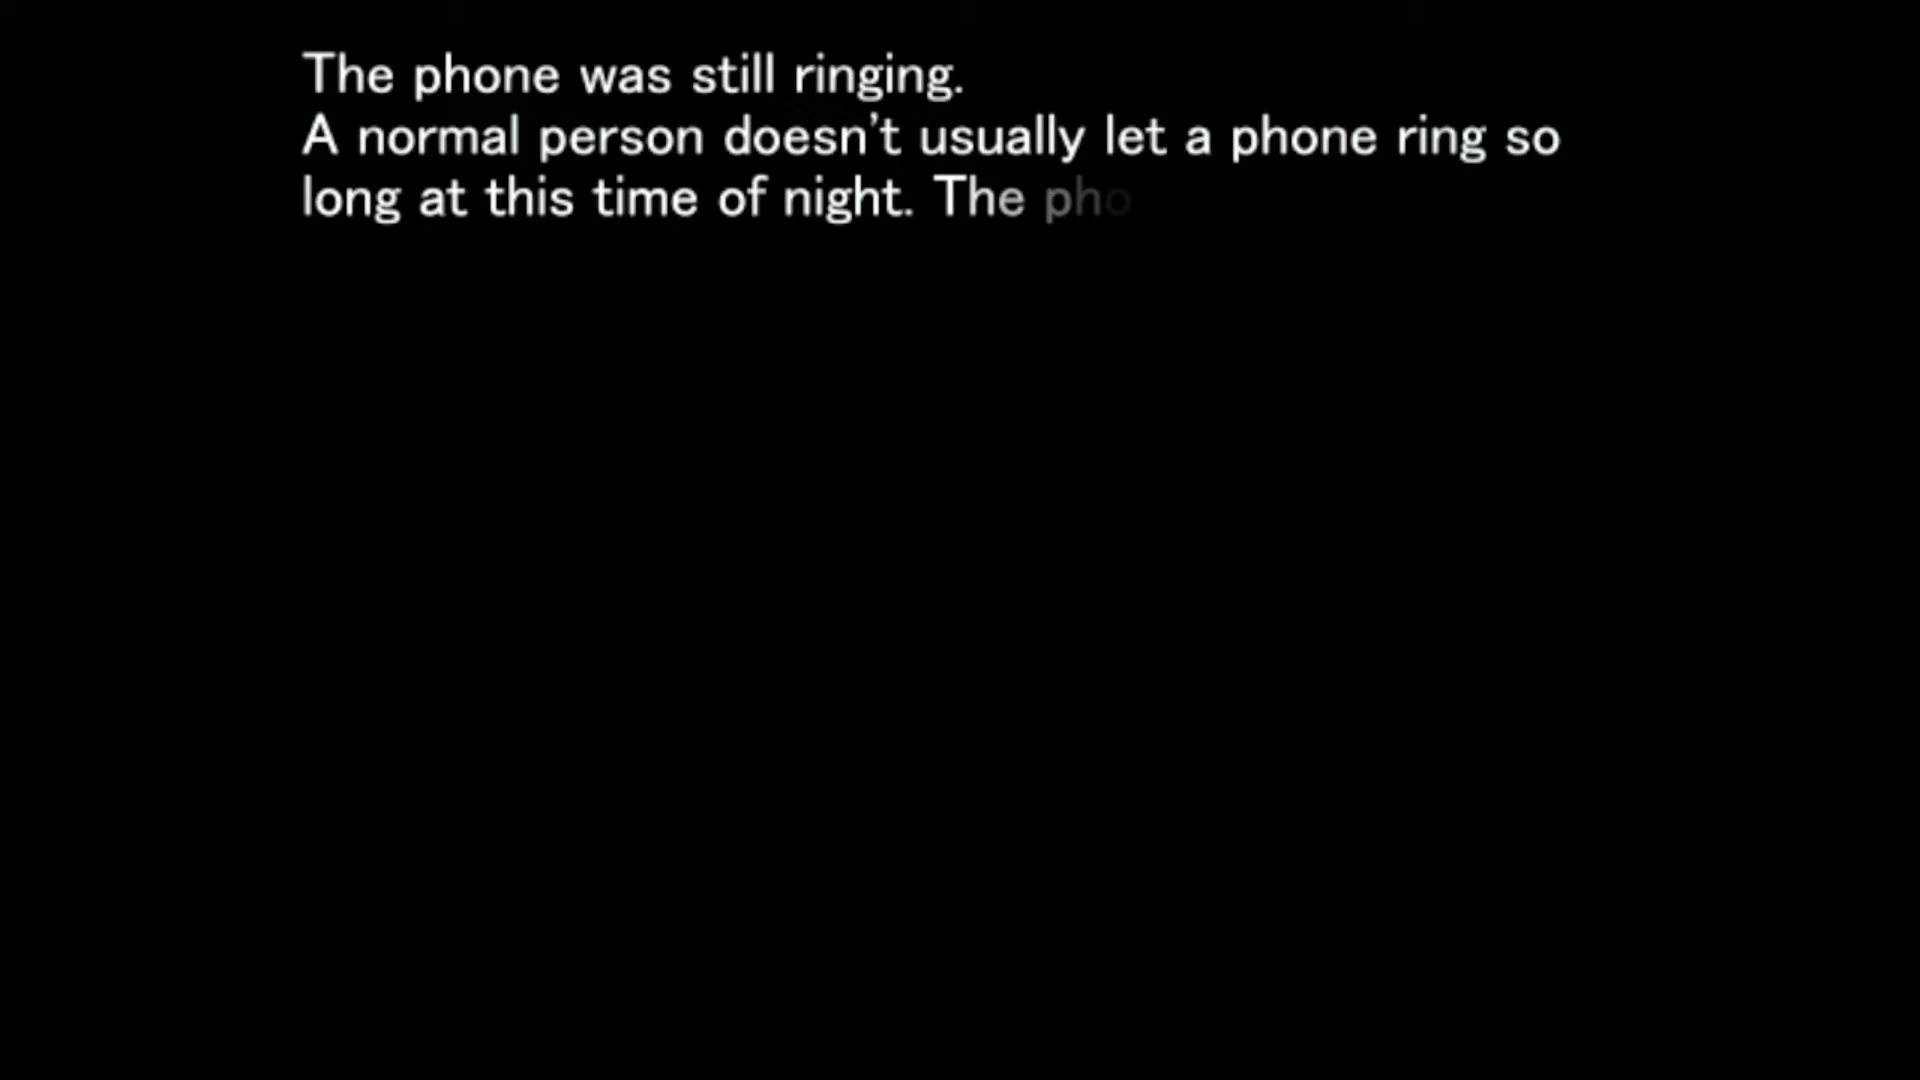 The phone was still ringing.
A normal person doesn’t usually let a phone ring so
long at this time of night. The pho